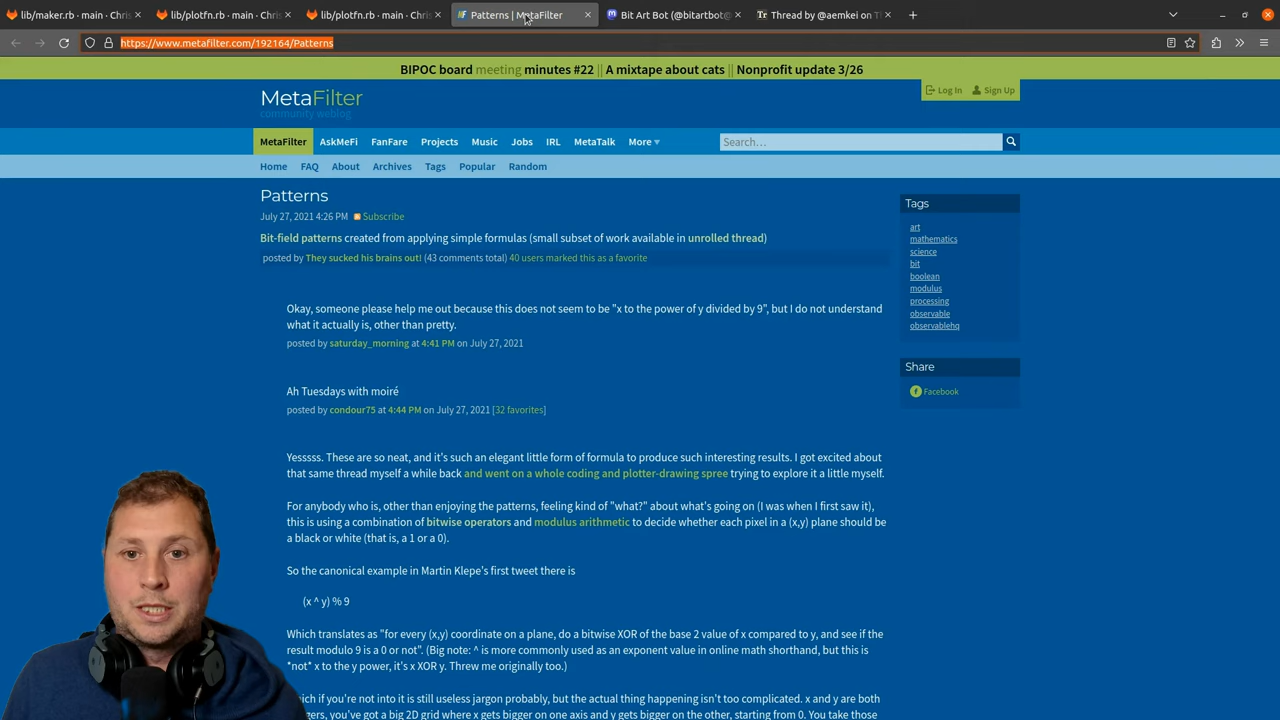 lib/maker.rb · main · Chris
lib/plotfn.rb · main · Chris
lib/plotfn.rb · main · Chris
Patterns | MetaFilter
Bit Art Bot (@bitartbot@
Thread by @aemkei on Th
https://www.metafilter.com/192164/Patterns
BIPOC board meeting minutes #22 || A mixtape about cats || Nonprofit update 3/26
MetaFilter
community weblog
Log In Sign Up
MetaFilter AskMeFi FanFare Projects Music Jobs IRL MetaTalk More
Search…
Home FAQ About Archives Tags Popular Random
Patterns
July 27, 2021 4:26 PM Subscribe
Bit-field patterns created from applying simple formulas (small subset of work available in unrolled thread)
posted by They sucked his brains out! (43 comments total) 40 users marked this as a favorite
Okay, someone please help me out because this does not seem to be "x to the power of y divided by 9", but I do not understand
what it actually is, other than pretty.
posted by saturday_morning at 4:41 PM on July 27, 2021
Ah Tuesdays with moiré
posted by condour75 at 4:44 PM on July 27, 2021 [32 favorites]
Yesssss. These are so neat, and it's such an elegant little form of formula to produce such interesting results. I got excited about
that same thread myself a while back and went on a whole coding and plotter-drawing spree trying to explore it a little myself.
For anybody who is, other than enjoying the patterns, feeling kind of "what?" about what's going on (I was when I first saw it),
this is using a combination of bitwise operators and modulus arithmetic to decide whether each pixel in a (x,y) plane should be
a black or white (that is, a 1 or a 0).
So the canonical example in Martin Klepe's first tweet there is
(x ^ y) % 9
Which translates as "for every (x,y) coordinate on a plane, do a bitwise XOR of the base 2 value of x compared to y, and see if the
result modulo 9 is a 0 or not". (Big note: ^ is more commonly used as an exponent value in online math shorthand, but this is
*not* x to the y power, it's x XOR y. Threw me originally too.)
hich if you're not into it is still useless jargon probably, but the actual thing happening isn't too complicated. x and y are both
gers, you've got a big 2D grid where x gets bigger on one axis and y gets bigger on the other, starting from 0. You take those
Tags
art
mathematics
science
bit
boolean
modulus
processing
observable
observablehq
Share
Facebook